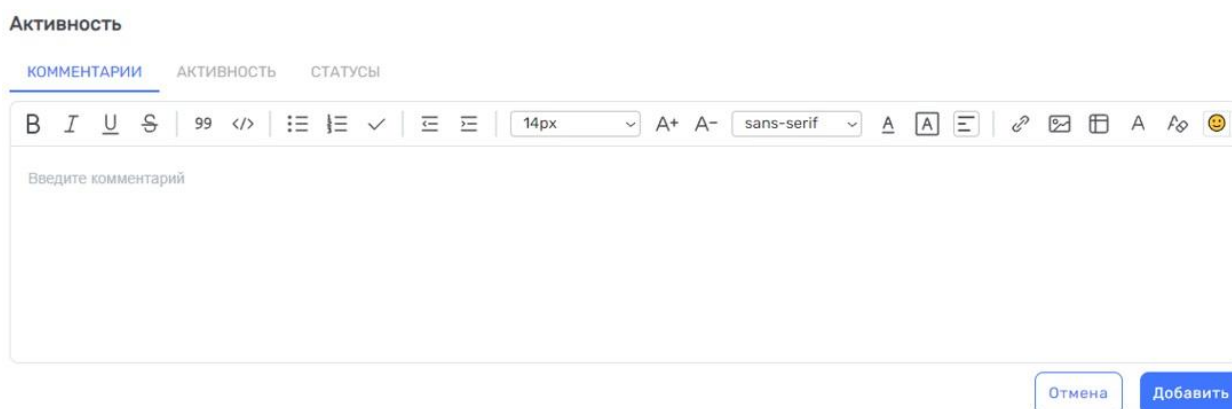 Активность
КОММЕНТАРИИ АКТИВНОСТЬ СТАТУСЫ
B I U S 99 </> 14px A+ A- sans-serif A A A
Введите комментарий
Отмена Добавить